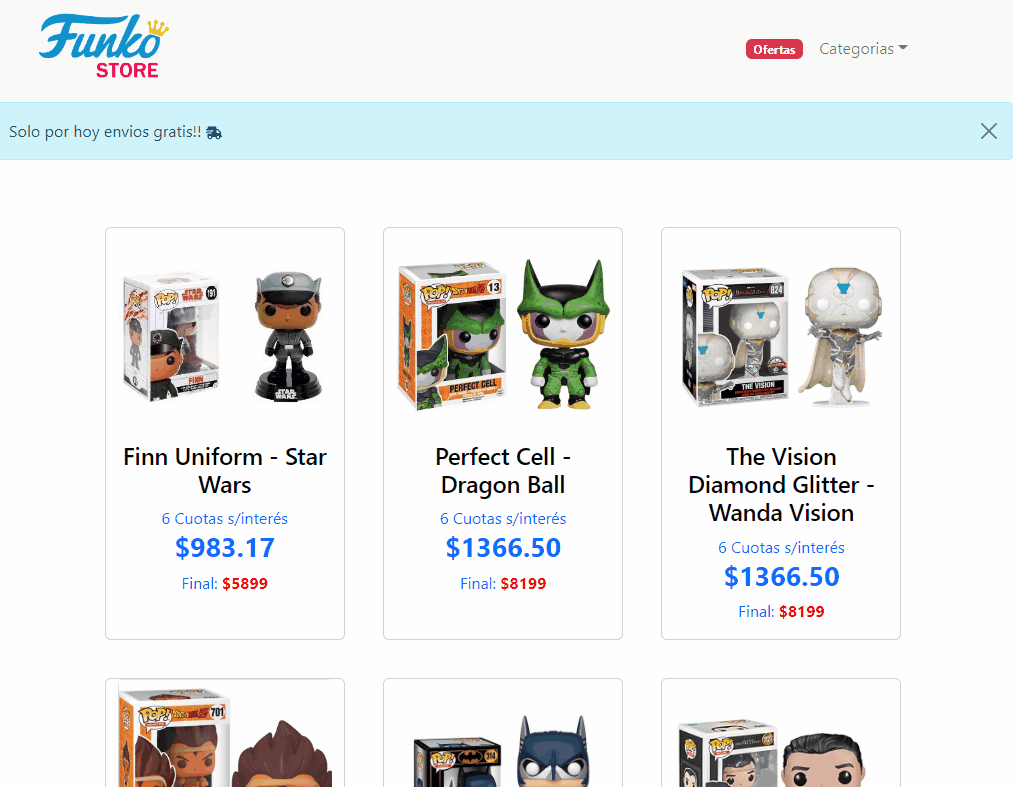 Funko
STORE
Ofertas
Categorias
Solo por hoy envios gratis!!
POP!
STAR WARS
191
FINN
STAR WARS
Finn Uniform - Star
Wars
6 Cuotas s/interés
$983.17
Final: $5899
POP!
13
PERFECT CELL
Perfect Cell -
Dragon Ball
6 Cuotas s/interés
$1366.50
Final: $8199
POP!
824
THE VISION
The Vision
Diamond Glitter -
Wanda Vision
6 Cuotas s/interés
$1366.50
Final: $8199
POP!
701
POP!
POP!